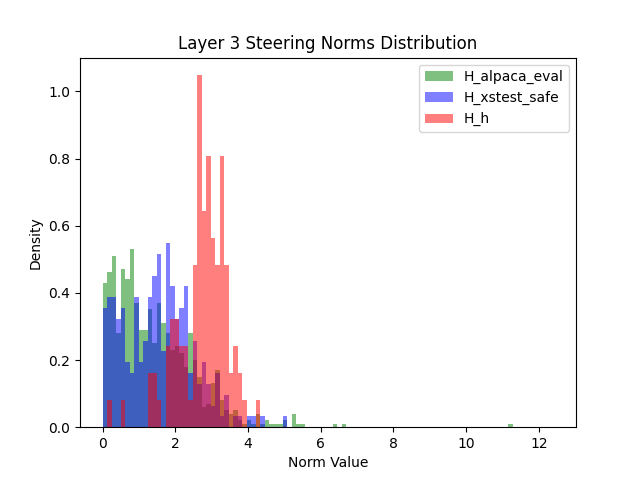 Layer 3 Steering Norms Distribution
H_alpaca_eval
H_xstest_safe
H_h
Density
1.0
0.8
0.6
0.4
0.2
0.0
0 2 4 6 8 10 12
Norm Value